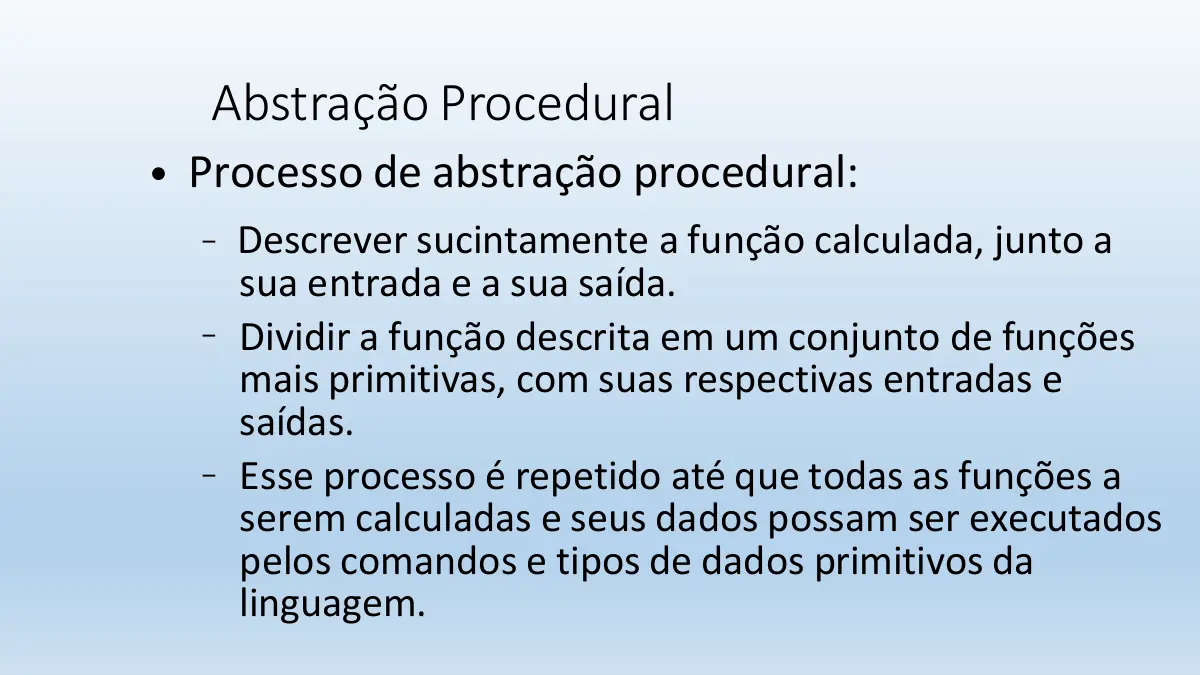 Abstração Procedural
• Processo de abstração procedural:
– Descrever sucintamente a função calculada, junto a
sua entrada e a sua saída.
– Dividir a função descrita em um conjunto de funções
mais primitivas, com suas respectivas entradas e
saídas.
– Esse processo é repetido até que todas as funções a
serem calculadas e seus dados possam ser executados
pelos comandos e tipos de dados primitivos da
linguagem.